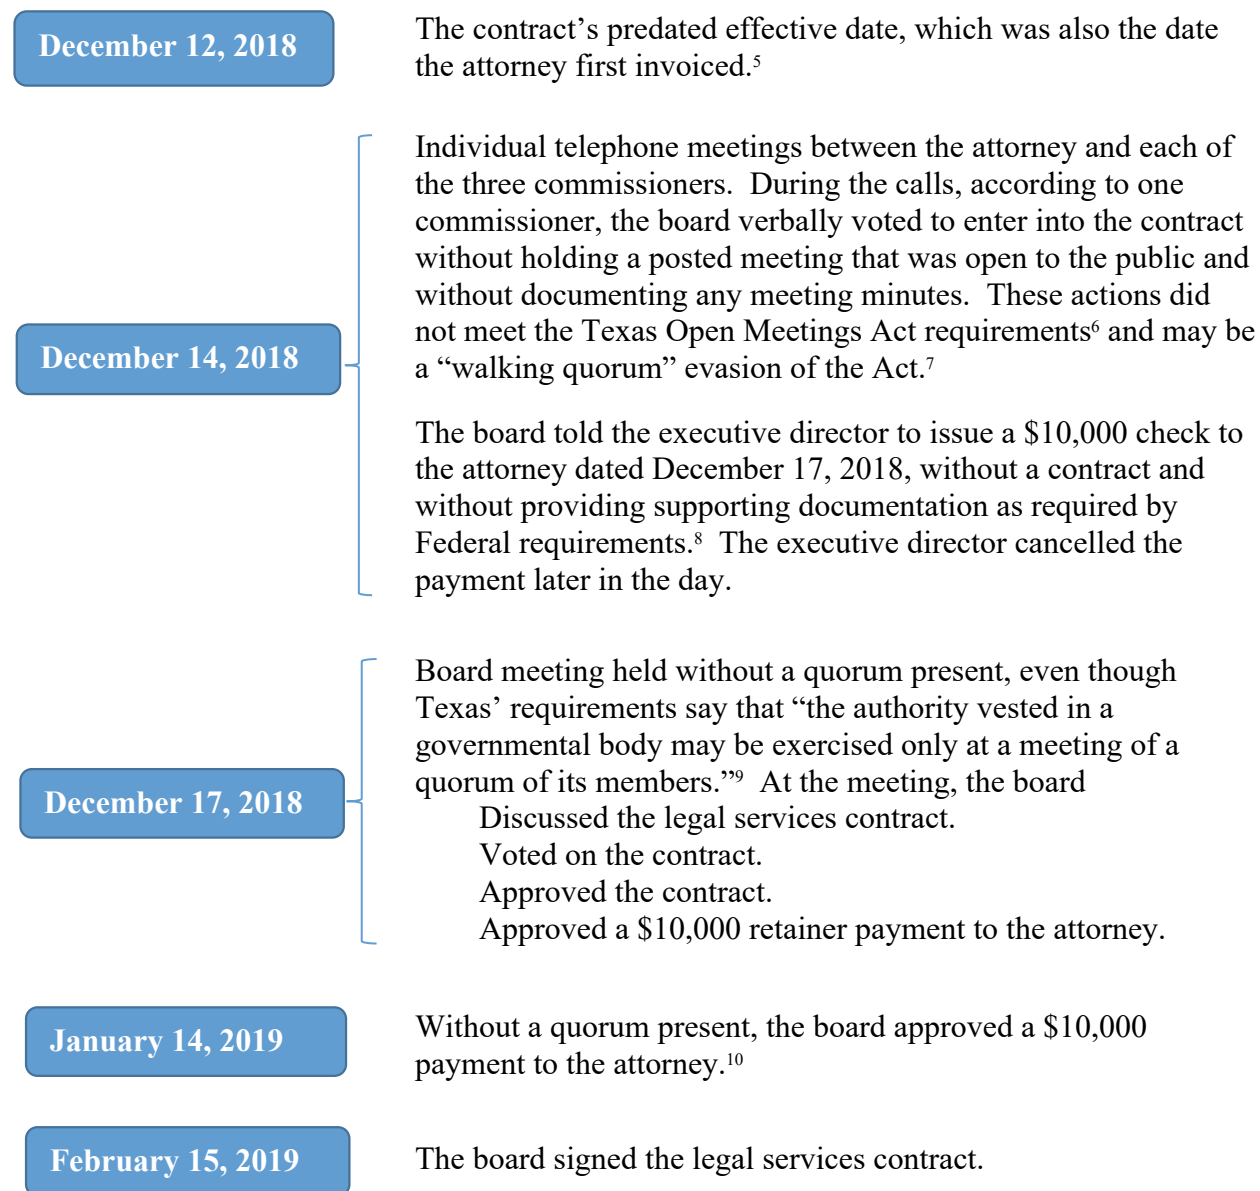 December 12, 2018
The contract’s predated effective date, which was also the date
the attorney first invoiced.⁵
December 14, 2018
Individual telephone meetings between the attorney and each of
the three commissioners.  During the calls, according to one
commissioner, the board verbally voted to enter into the contract
without holding a posted meeting that was open to the public and
without documenting any meeting minutes.  These actions did
not meet the Texas Open Meetings Act requirements⁶ and may be
a “walking quorum” evasion of the Act.⁷
The board told the executive director to issue a $10,000 check to
the attorney dated December 17, 2018, without a contract and
without providing supporting documentation as required by
Federal requirements.⁸  The executive director cancelled the
payment later in the day.
December 17, 2018
Board meeting held without a quorum present, even though
Texas’ requirements say that “the authority vested in a
governmental body may be exercised only at a meeting of a
quorum of its members.”⁹  At the meeting, the board
Discussed the legal services contract.
Voted on the contract.
Approved the contract.
Approved a $10,000 retainer payment to the attorney.
January 14, 2019
Without a quorum present, the board approved a $10,000
payment to the attorney.¹⁰
February 15, 2019
The board signed the legal services contract.